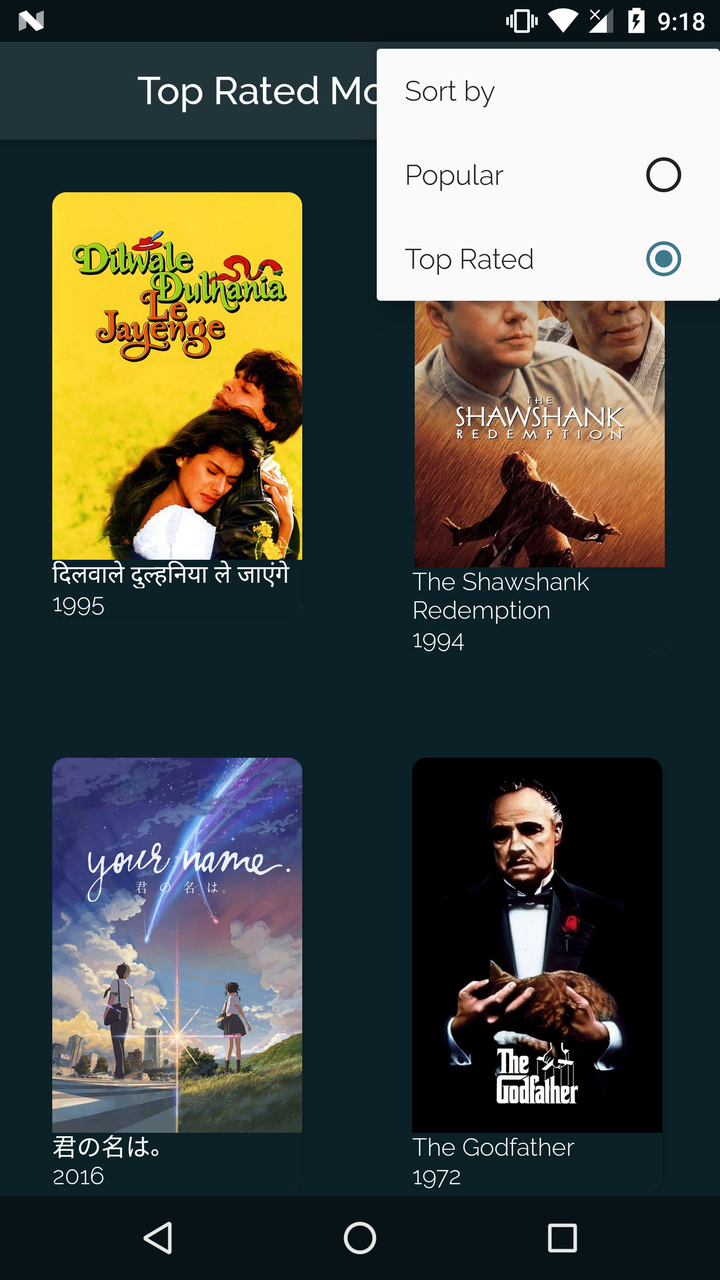 9:18
Top Rated Mo
Sort by
Popular
Top Rated
Dilwale
Dulhania
Le
Jayenge
THE
SHAWSHANK
REDEMPTION
दिलवाले दुल्हनिया ले जाएंगे
1995
The Shawshank
Redemption
1994
your name.
君の名は。
The
Godfather
君の名は。
2016
The Godfather
1972